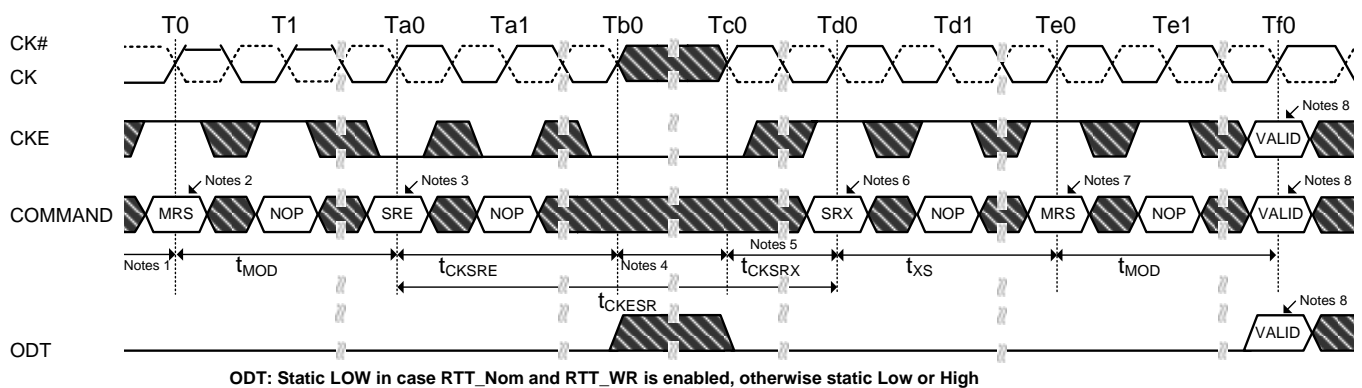 T0 T1 Ta0 Ta1 Tb0 Tc0 Td0 Td1 Te0 Te1 Tf0
CK#
CK
Notes 8
CKE VALID
Notes 2 Notes 3 Notes 6 Notes 7 Notes 8
COMMAND MRS NOP SRE NOP SRX NOP MRS NOP VALID
Notes 1 tMOD tCKSRE Notes 4 Notes 5 tCKSRX tXS tMOD
tCKESR
Notes 8
ODT VALID
ODT: Static LOW in case RTT_Nom and RTT_WR is enabled, otherwise static Low or High